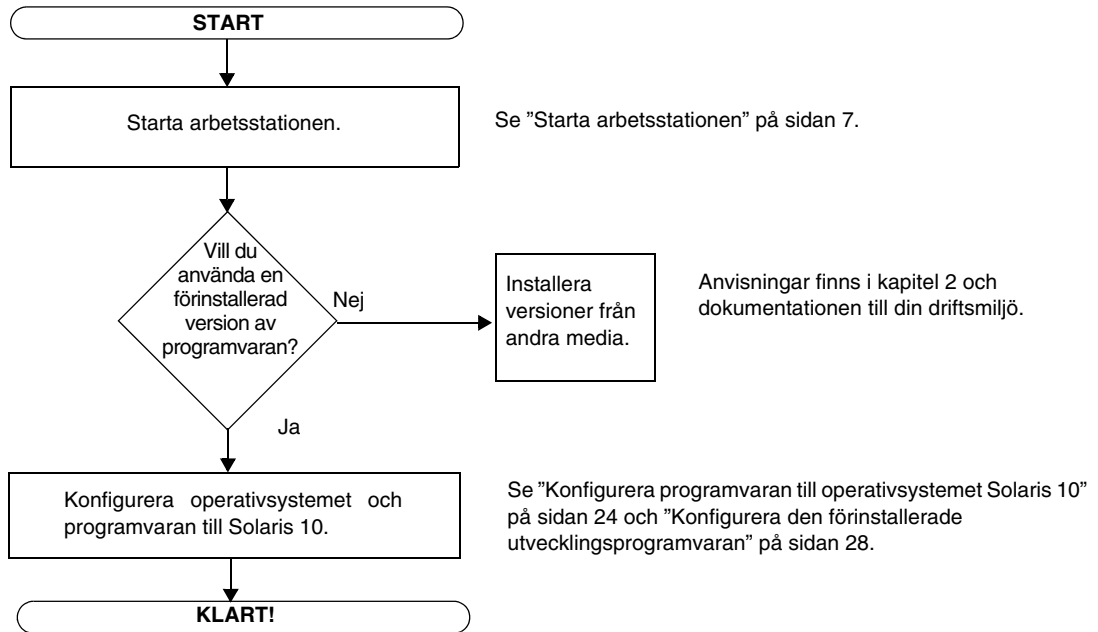 START
Starta arbetsstationen.
Se ”Starta arbetsstationen” på sidan 7.
Vill du
använda en
förinstallerad
version av
programvaran?
Nej
Installera
versioner från
andra media.
Anvisningar finns i kapitel 2 och
dokumentationen till din driftsmiljö.
Ja
Konfigurera operativsystemet och
programvaran till Solaris 10.
Se ”Konfigurera programvaran till operativsystemet Solaris 10”
på sidan 24 och ”Konfigurera den förinstallerade
utvecklingsprogramvaran” på sidan 28.
KLART!